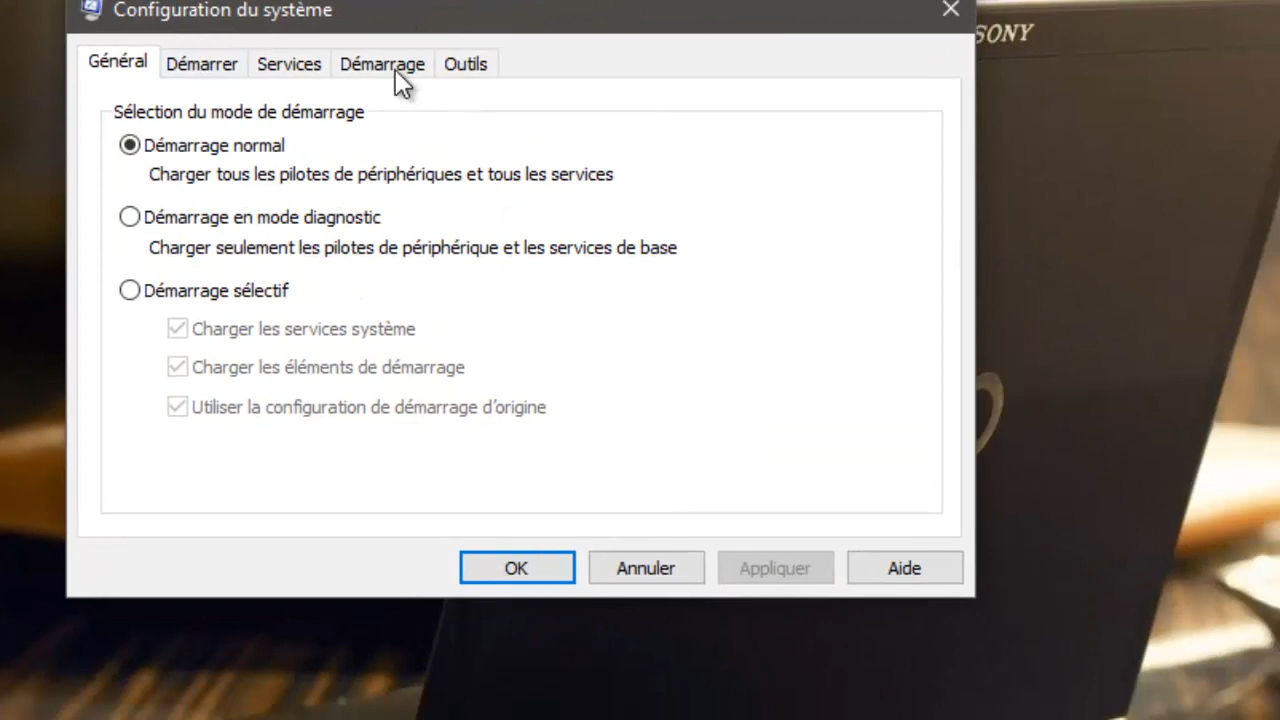 Configuration du système
SONY
Général Démarrer Services Démarrage Outils
Sélection du mode de démarrage
Démarrage normal
Charger tous les pilotes de périphériques et tous les services
Démarrage en mode diagnostic
Charger seulement les pilotes de périphérique et les services de base
Démarrage sélectif
Charger les services système
Charger les éléments de démarrage
Utiliser la configuration de démarrage d'origine
OK Annuler Appliquer Aide